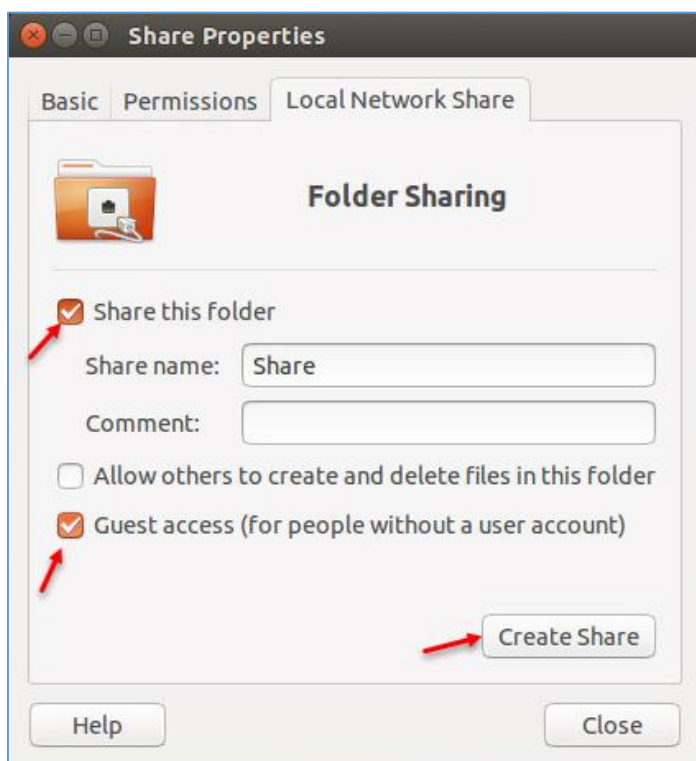 Share Properties
Basic Permissions Local Network Share
Folder Sharing
Share this folder
Share name: Share
Comment:
Allow others to create and delete files in this folder
Guest access (for people without a user account)
Create Share
Help Close